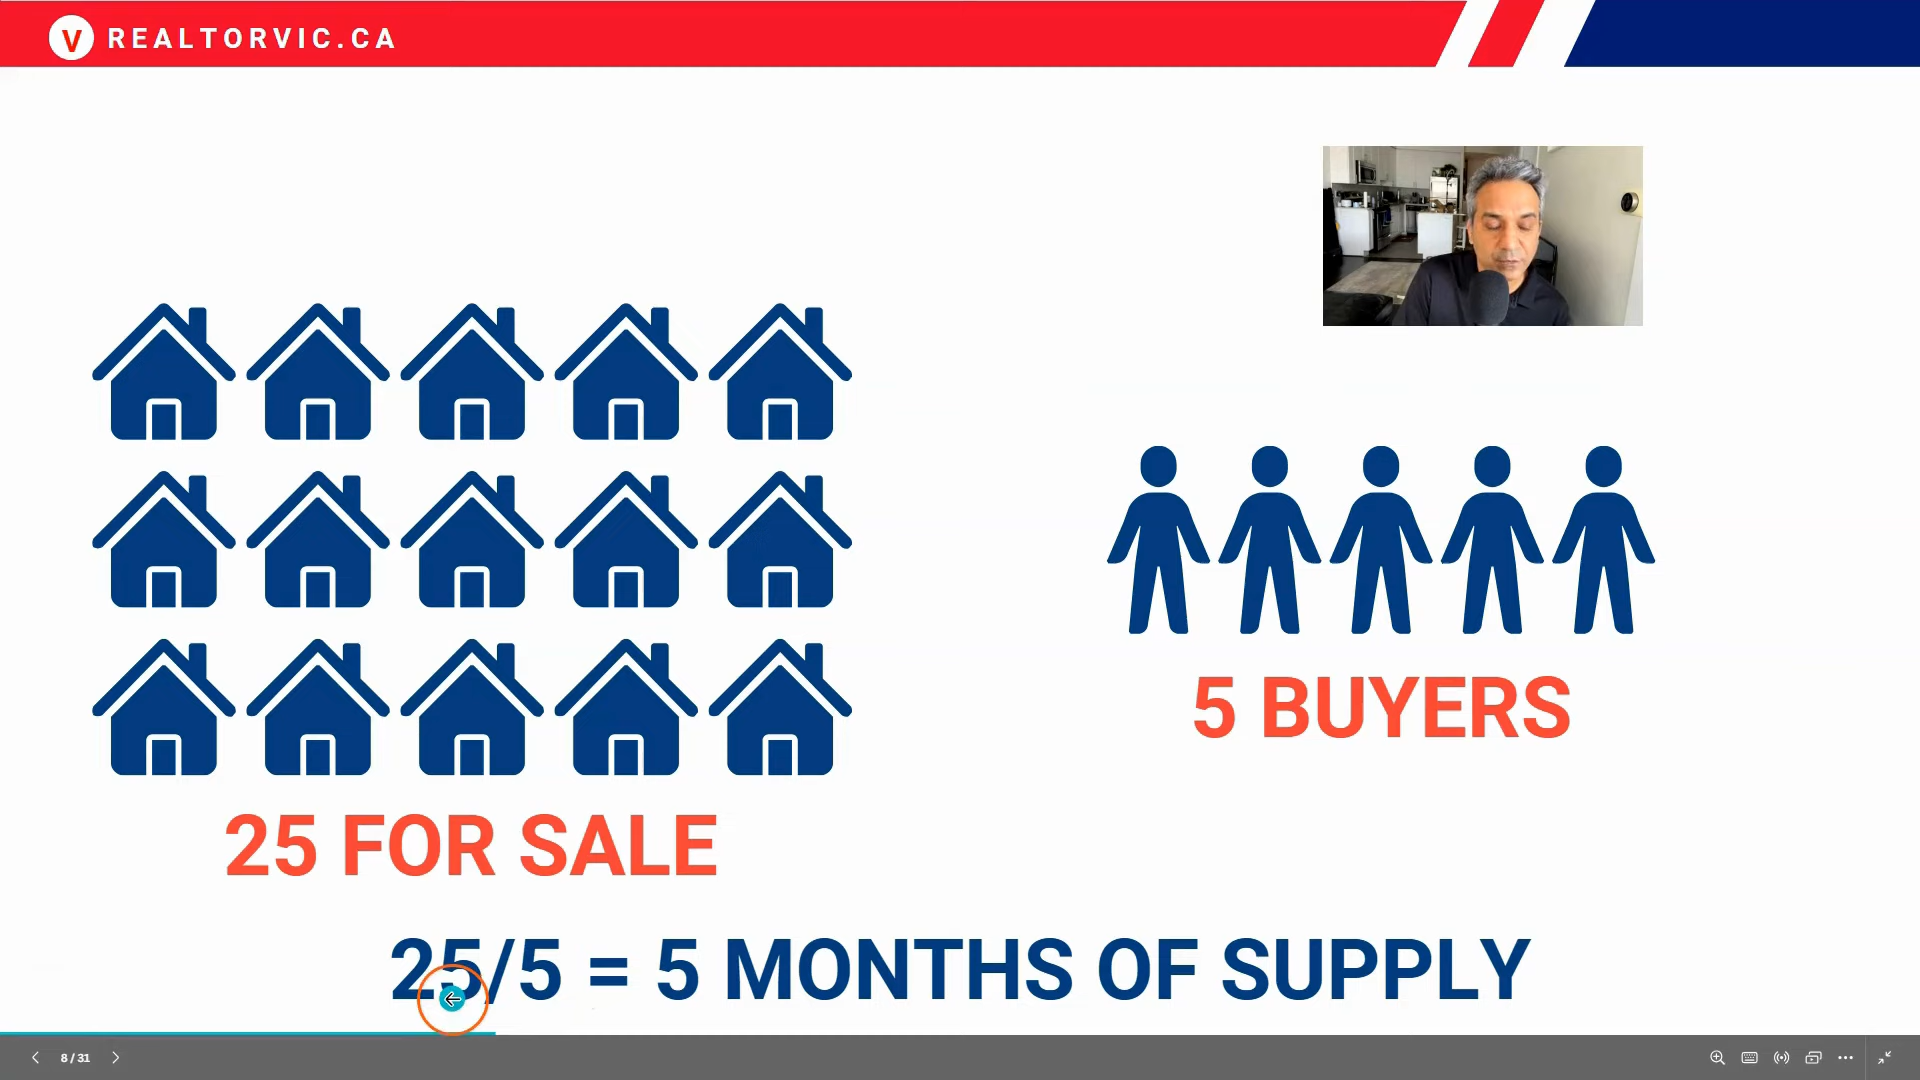 V REALTORVIC.CA
5 BUYERS
25 FOR SALE
25/5 = 5 MONTHS OF SUPPLY
8 / 31